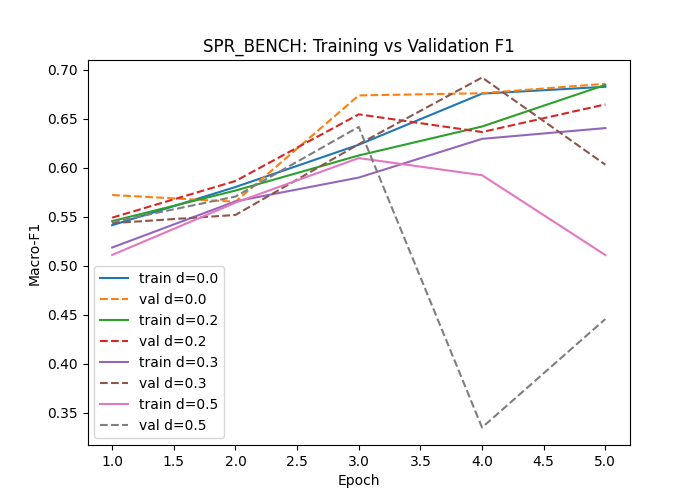 SPR_BENCH: Training vs Validation F1
Macro-F1
0.70
0.65
0.60
0.55
0.50
0.45
0.40
0.35
train d=0.0
val d=0.0
train d=0.2
val d=0.2
train d=0.3
val d=0.3
train d=0.5
val d=0.5
1.0 1.5 2.0 2.5 3.0 3.5 4.0 4.5 5.0
Epoch